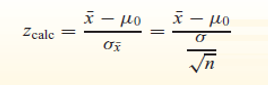 z_calc = (x̄ − μ₀) / σ_x̄ = (x̄ − μ₀) / (σ / √n)